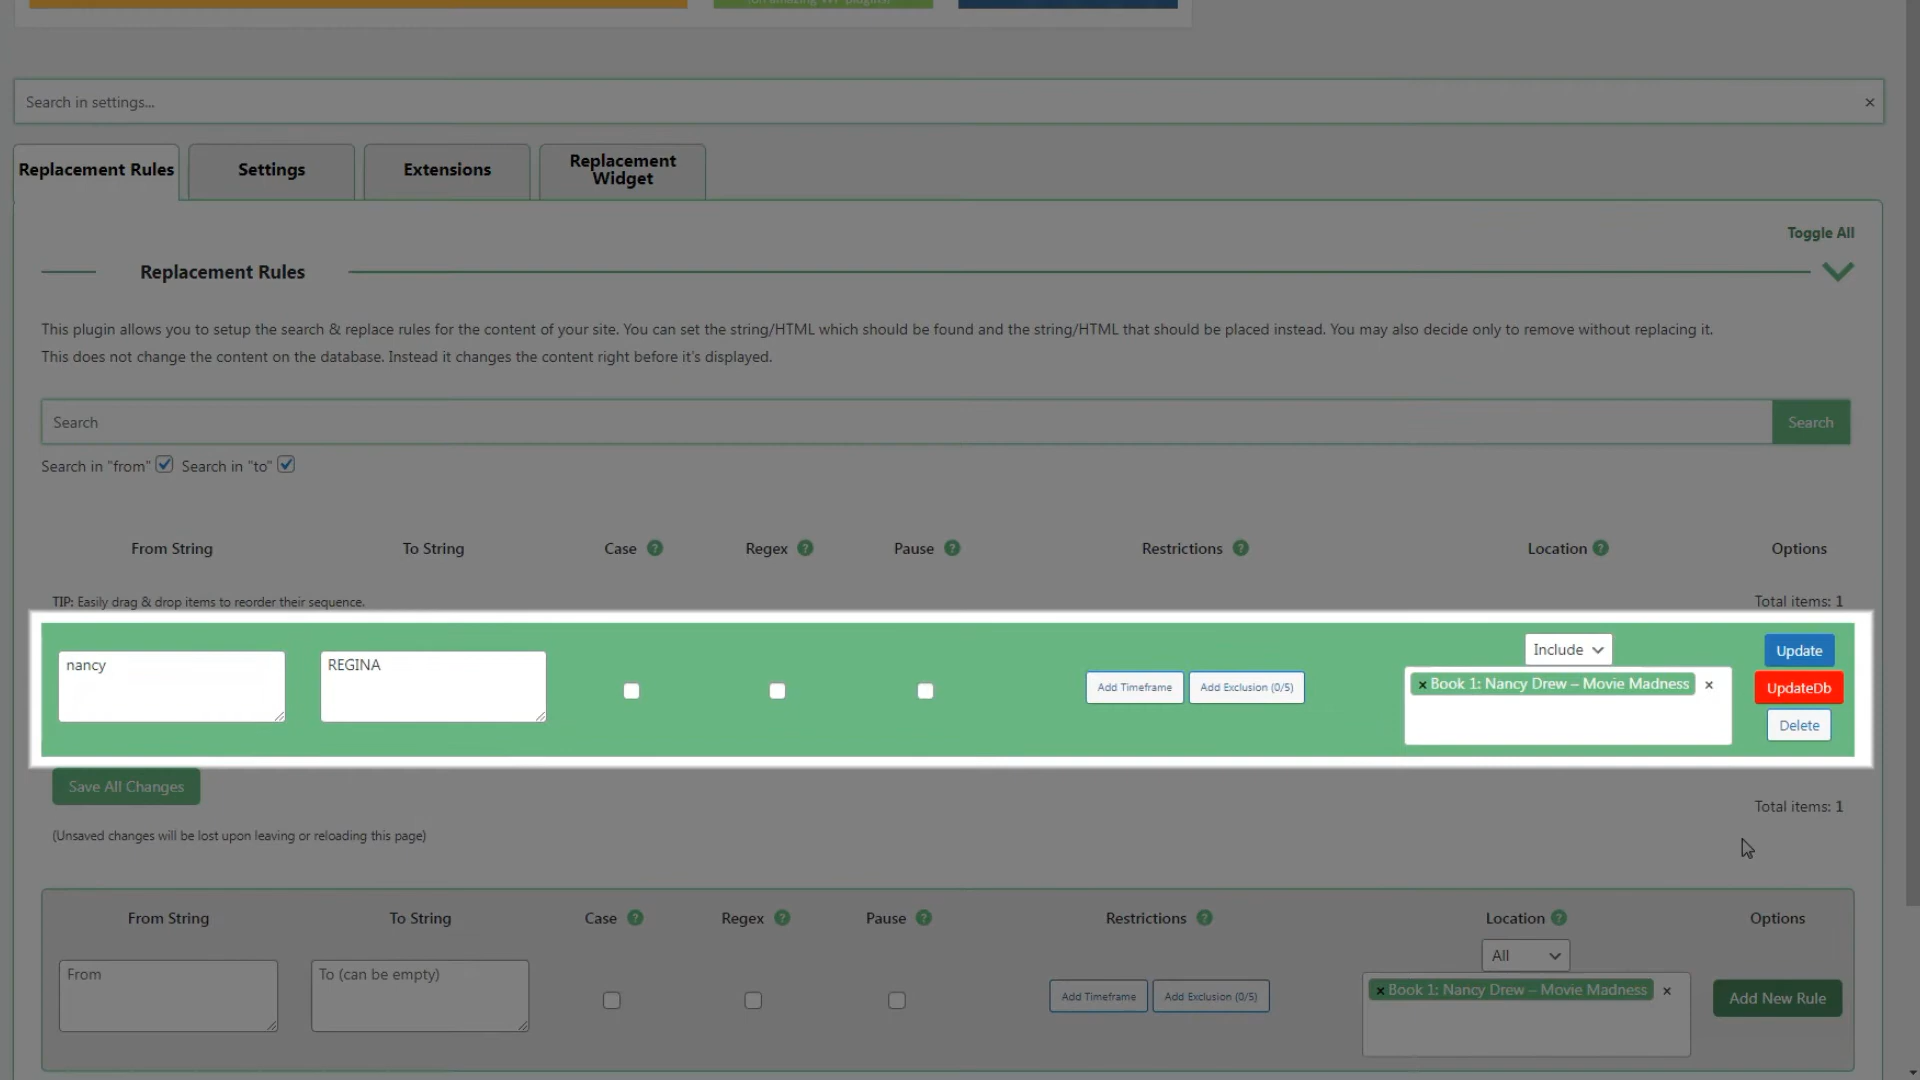 Search in settings...
×
Replacement Rules
Settings
Extensions
Replacement
Widget
Toggle All
Replacement Rules
This plugin allows you to setup the search & replace rules for the content of your site. You can set the string/HTML which should be found and the string/HTML that should be placed instead. You may also decide only to remove without replacing it.
This does not change the content on the database. Instead it changes the content right before it's displayed.
Search
Search
Search in "from" Search in "to"
From String To String Case ? Regex ? Pause ? Restrictions ? Location ? Options
TIP: Easily drag & drop items to reorder their sequence.
Total items: 1
nancy
REGINA
Add Timeframe
Add Exclusion (0/5)
Include
× Book 1: Nancy Drew – Movie Madness ×
Update
UpdateDb
Delete
Save All Changes
Total items: 1
(Unsaved changes will be lost upon leaving or reloading this page)
From String To String Case ? Regex ? Pause ? Restrictions ? Location ? Options
From
To (can be empty)
Add Timeframe
Add Exclusion (0/5)
All
× Book 1: Nancy Drew – Movie Madness ×
Add New Rule